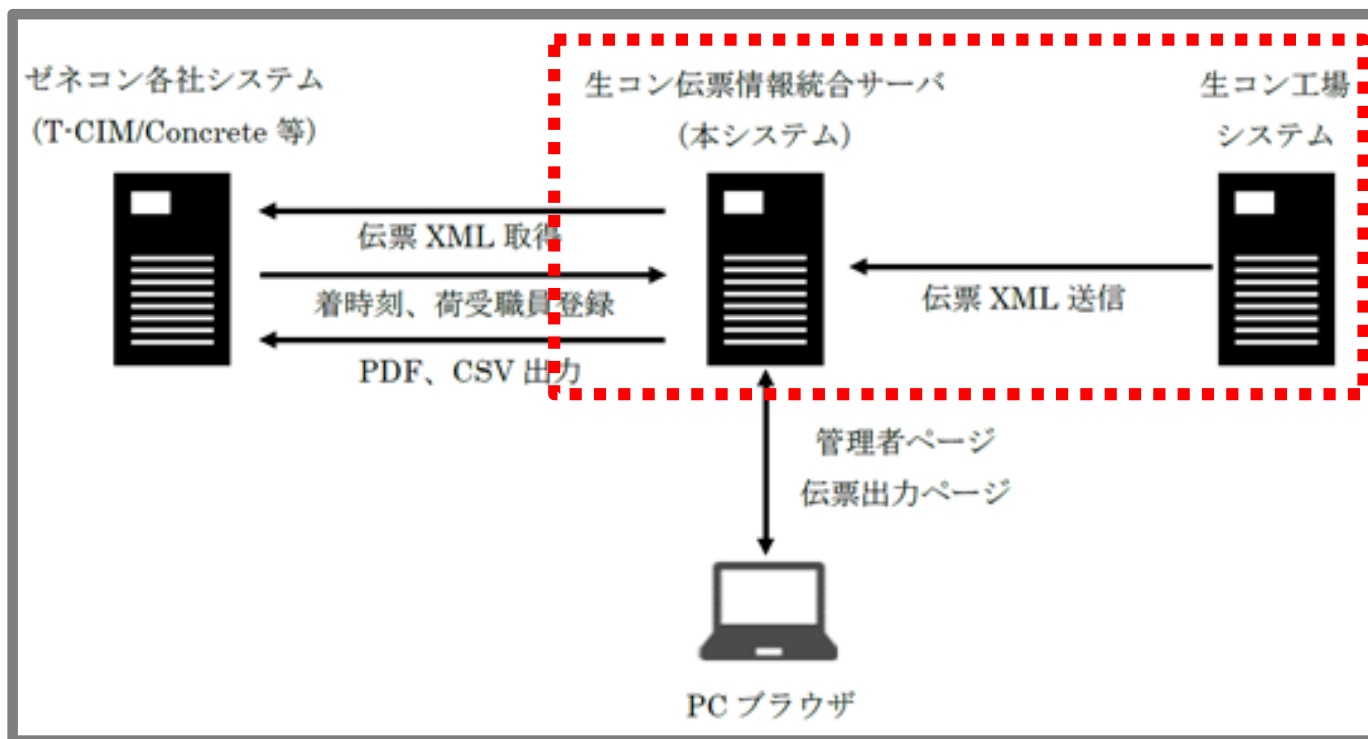 ゼネコン各社システム
（T-CIM/Concrete 等）
生コン伝票情報統合サーバ
（本システム）
生コン工場
システム
伝票 XML 取得
着時刻、荷受職員登録
PDF、CSV 出力
伝票 XML 送信
管理者ページ
伝票出力ページ
PC ブラウザ